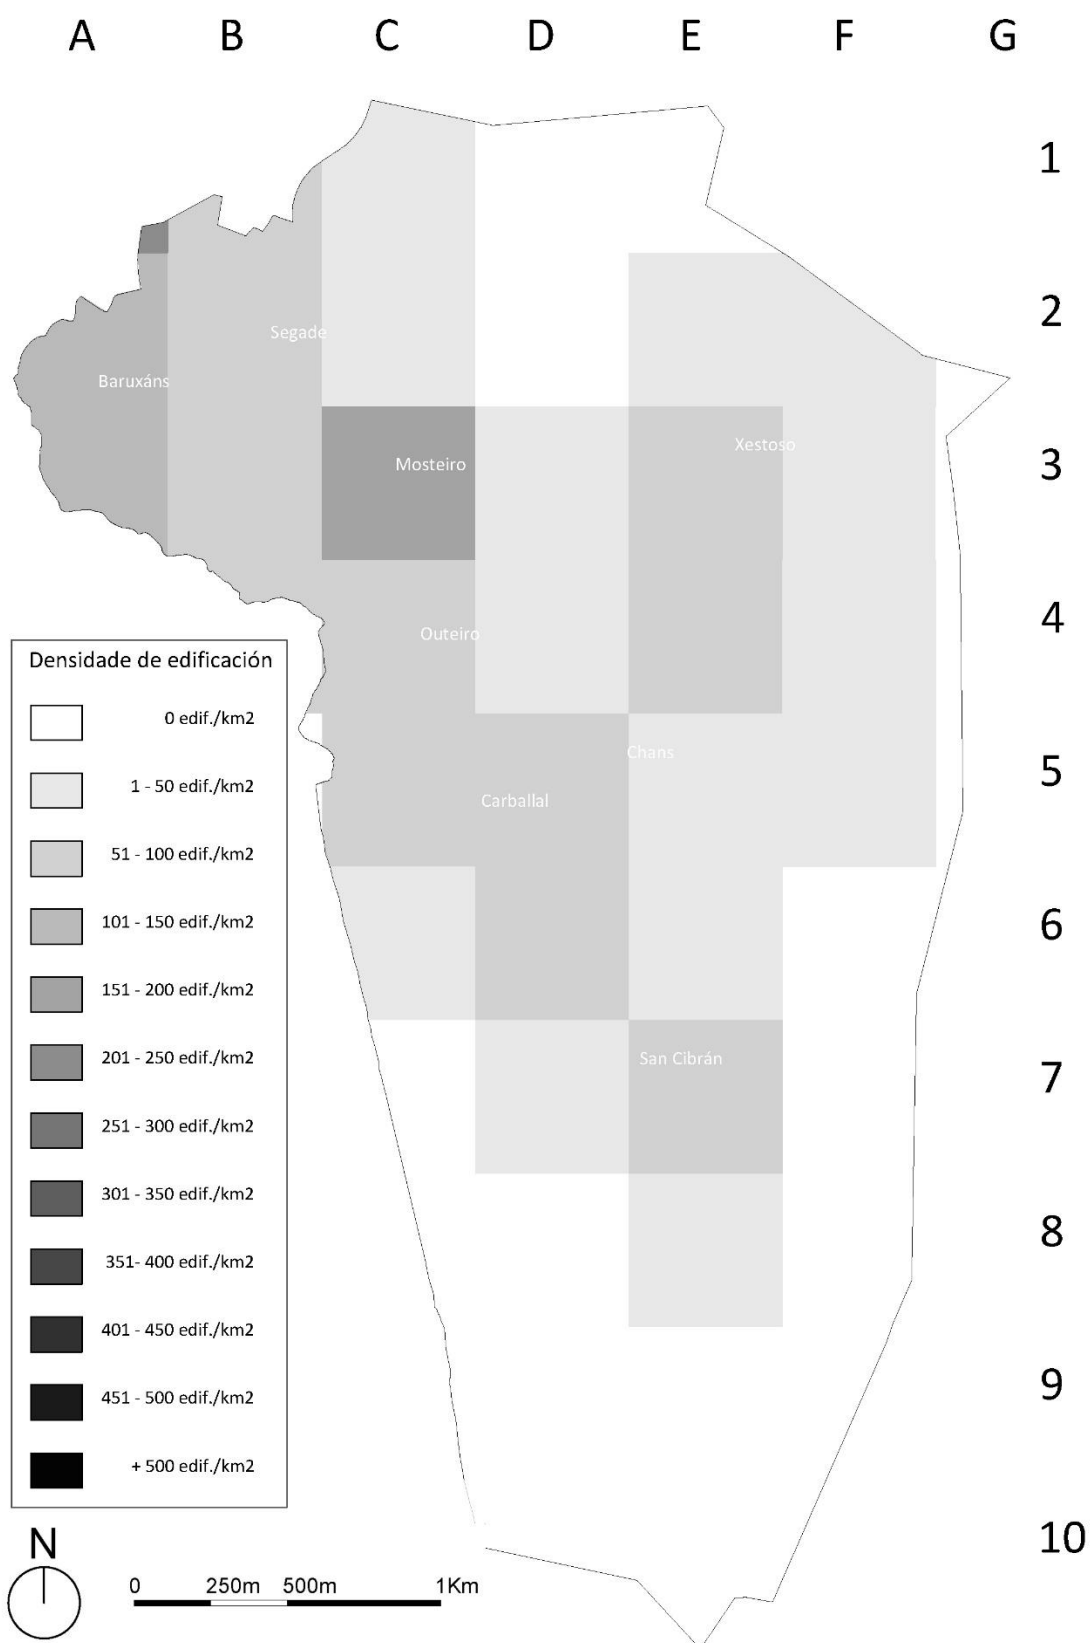 A B C D E F G
1
2
Segade
Baruxáns
3
Xestoso
Mosteiro
4
Outeiro
Densidade de edificación
0 edif./km2
1 - 50 edif./km2
51 - 100 edif./km2
101 - 150 edif./km2
151 - 200 edif./km2
201 - 250 edif./km2
251 - 300 edif./km2
301 - 350 edif./km2
351- 400 edif./km2
401 - 450 edif./km2
451 - 500 edif./km2
+ 500 edif./km2
Chans
5
Carballal
6
San Cibrán
7
8
9
10
N
0 250m 500m 1Km